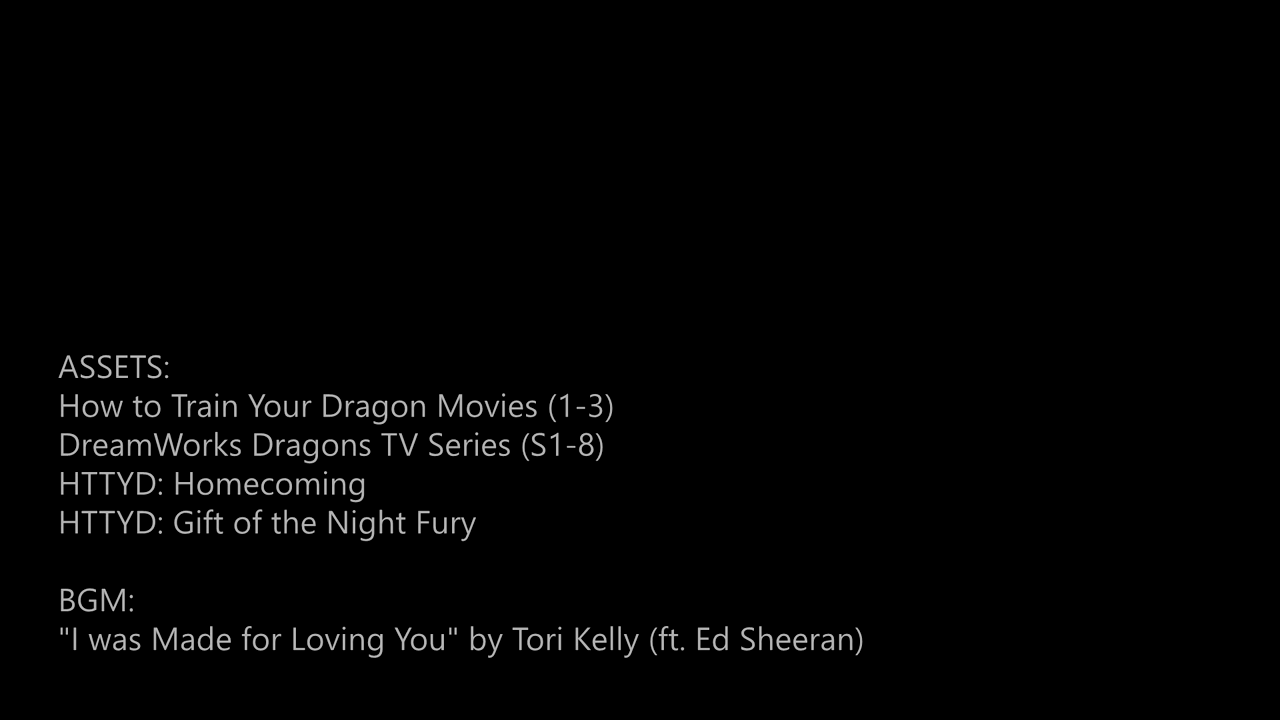 ASSETS:
How to Train Your Dragon Movies (1-3)
DreamWorks Dragons TV Series (S1-8)
HTTYD: Homecoming
HTTYD: Gift of the Night Fury
BGM:
"I was Made for Loving You" by Tori Kelly (ft. Ed Sheeran)